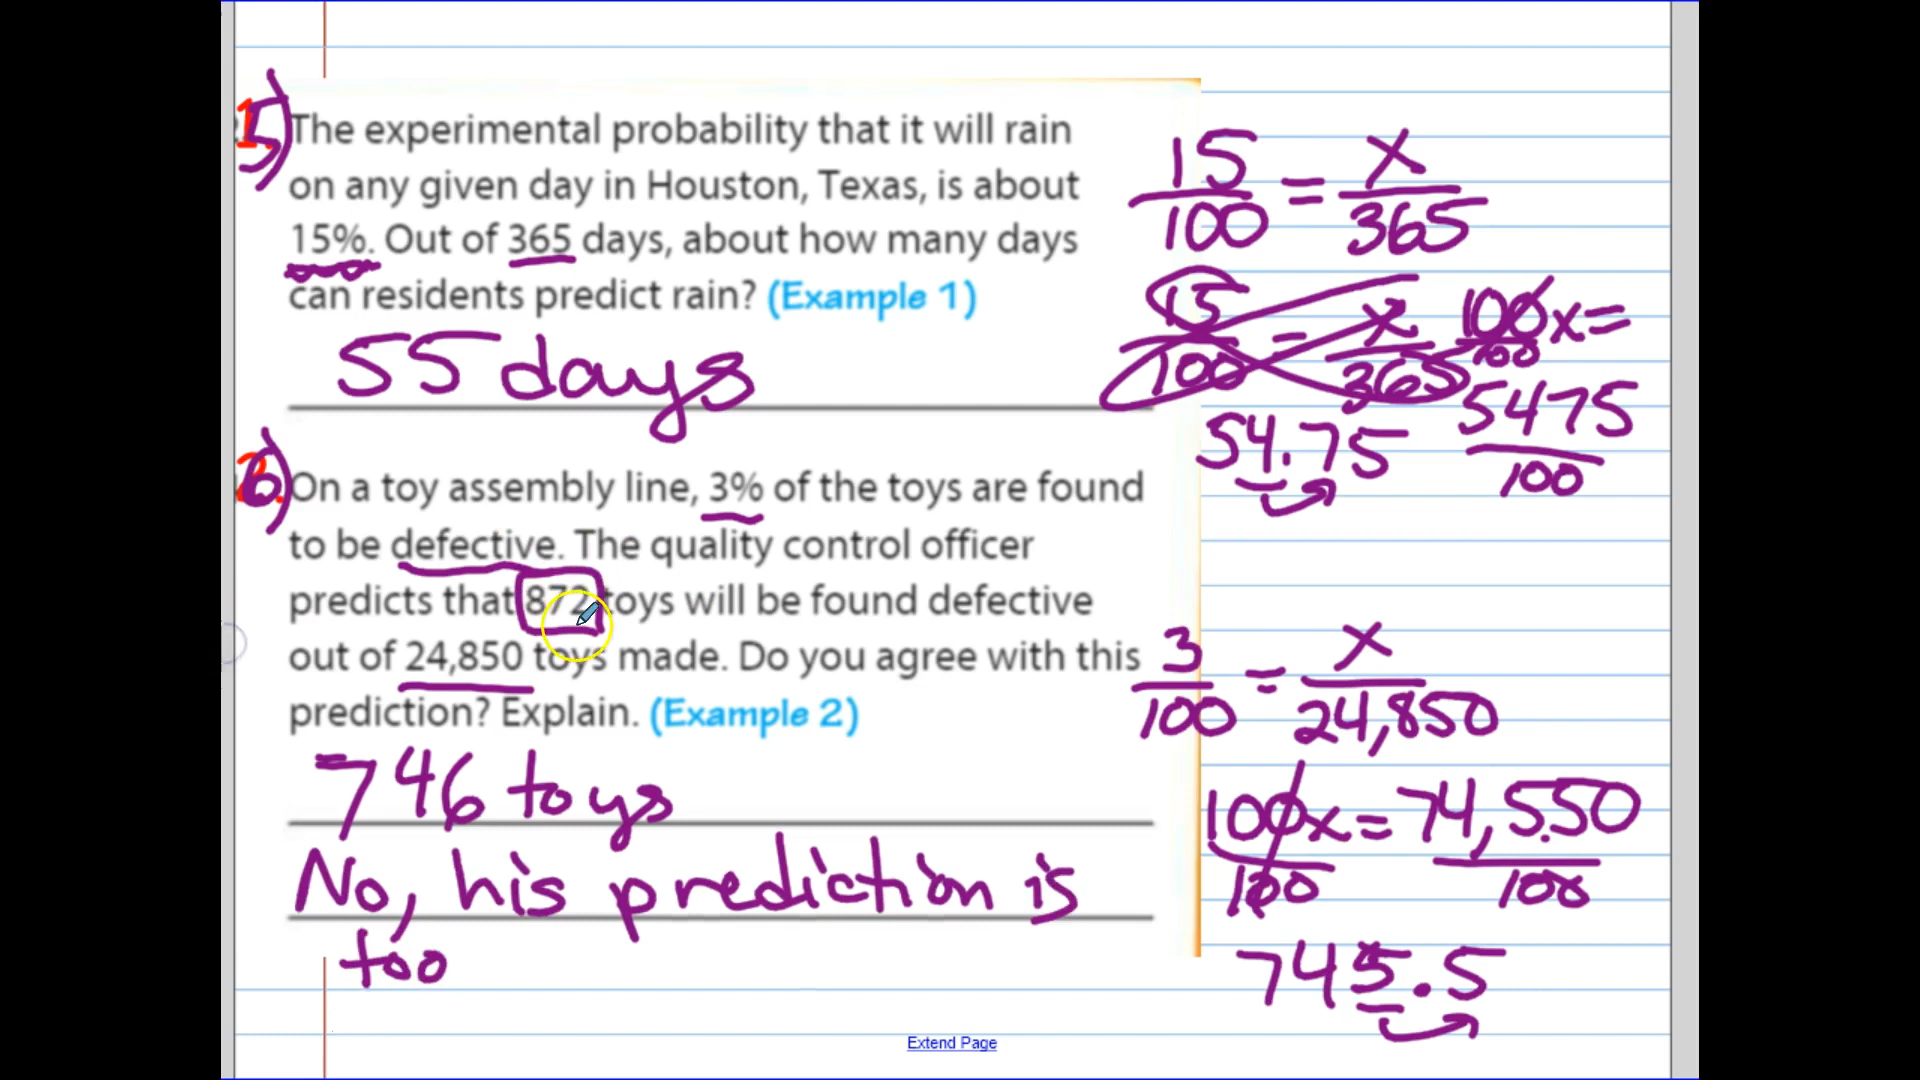 5)
The experimental probability that it will rain
on any given day in Houston, Texas, is about
15%. Out of 365 days, about how many days
can residents predict rain? (Example 1)
55 days
15/100 = x/365
15/100 = x/365
100x/100 =
5475/100
54.75
6)
On a toy assembly line, 3% of the toys are found
to be defective. The quality control officer
predicts that 872 toys will be found defective
out of 24,850 toys made. Do you agree with this
prediction? Explain. (Example 2)
746 toys
No, his prediction is
too
3/100 = x/24,850
100x/100 = 74,550/100
745.5
Extend Page